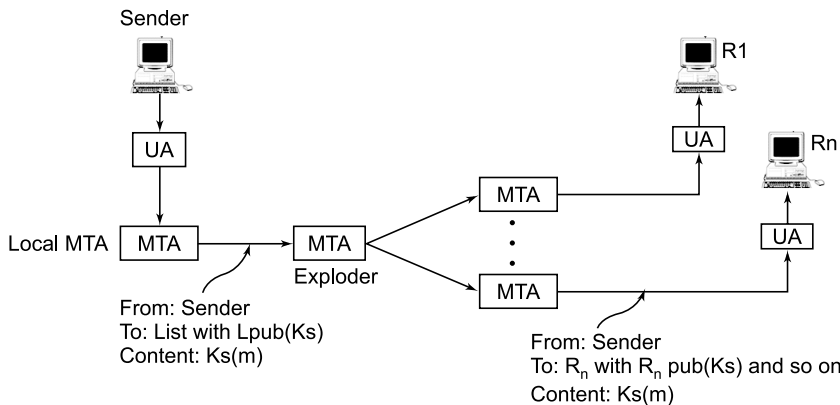 Sender
R1
UA
UA
Rn
MTA
Local MTA
MTA
MTA
UA
Exploder
MTA
From: Sender
To: List with Lpub(Ks)
Content: Ks(m)
From: Sender
To: Rn with Rn pub(Ks) and so on
Content: Ks(m)